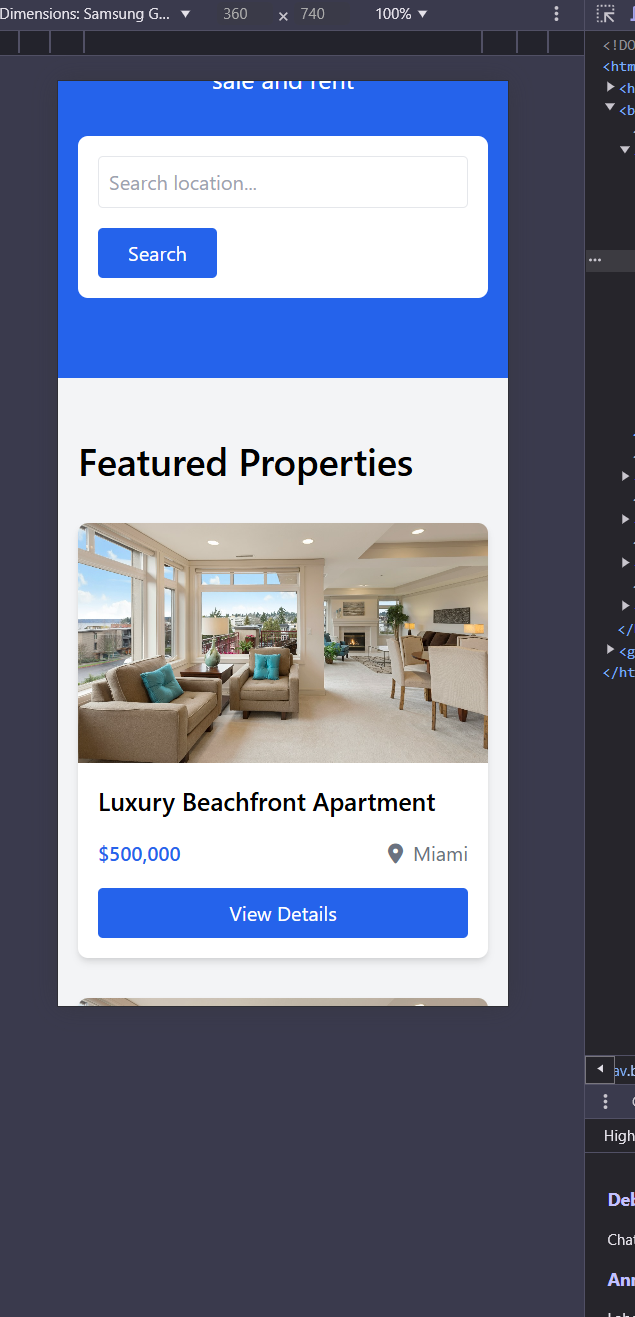 Dimensions: Samsung G...
360 × 740
100%
<!DO
<htm
<h
<b
sale and rent
Search location...
Search
Featured Properties
Luxury Beachfront Apartment
$500,000
Miami
View Details
</
<g
</ht
av.b
High
Deb
Chat
Ann